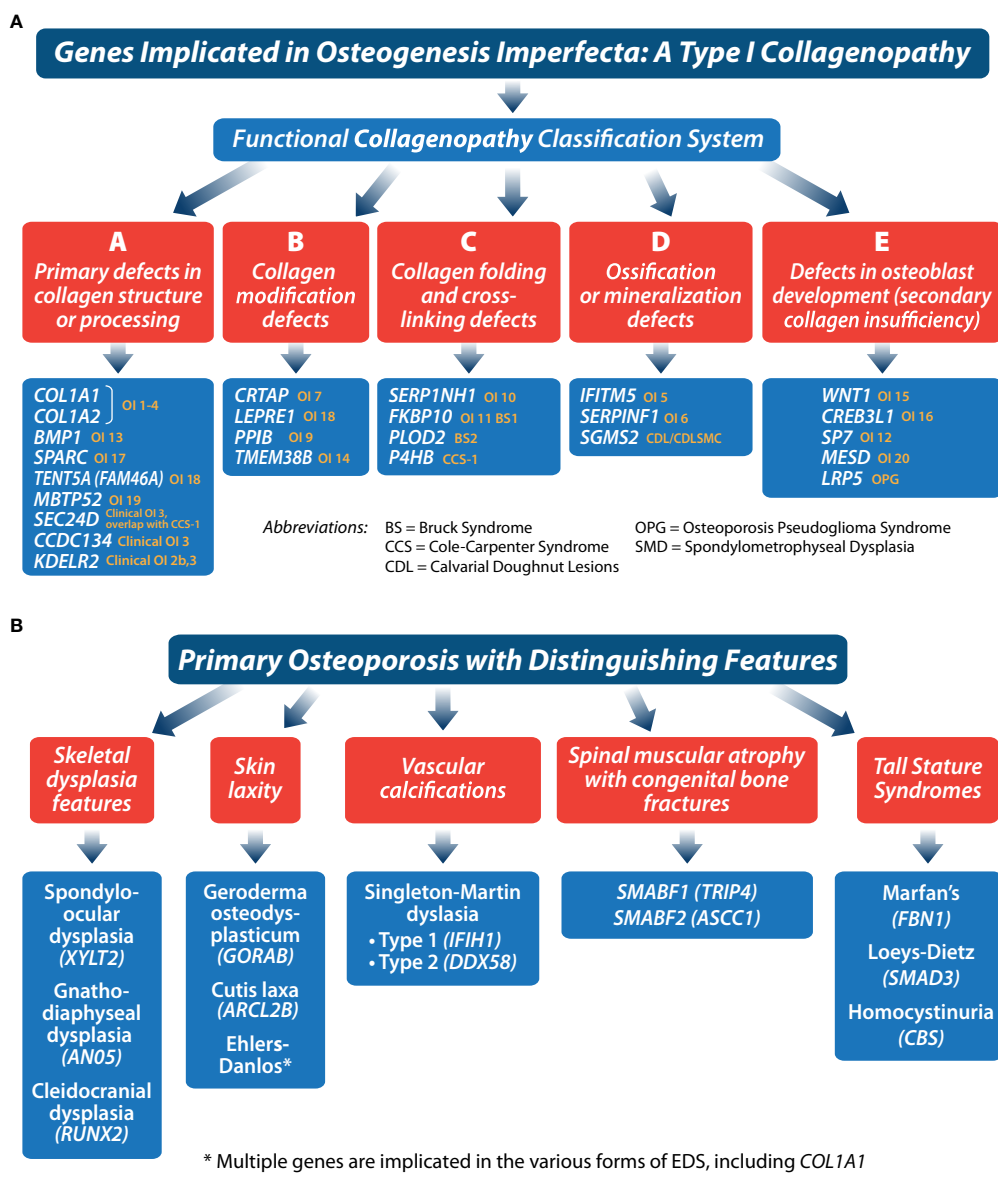 A
Genes Implicated in Osteogenesis Imperfecta: A Type I Collagenopathy
Functional Collagenopathy Classification System
A
Primary defects in
collagen structure
or processing
B
Collagen
modification
defects
C
Collagen folding
and cross-
linking defects
D
Ossification
or mineralization
defects
E
Defects in osteoblast
development (secondary
collagen insufficiency)
COL1A1
COL1A2
OI 1-4
BMP1 OI 13
SPARC OI 17
TENT5A (FAM46A) OI 18
MBTP52 OI 19
SEC24D Clinical OI 3,
overlap with CCS-1
CCDC134 Clinical OI 3
KDELR2 Clinical OI 2b,3
CRTAP OI 7
LEPRE1 OI 18
PPIB OI 9
TMEM38B OI 14
SERP1NH1 OI 10
FKBP10 OI 11 BS1
PLOD2 BS2
P4HB CCS-1
IFITM5 OI 5
SERPINF1 OI 6
SGMS2 CDL/CDLSMC
WNT1 OI 15
CREB3L1 OI 16
SP7 OI 12
MESD OI 20
LRP5 OPG
Abbreviations:
BS = Bruck Syndrome
CCS = Cole-Carpenter Syndrome
CDL = Calvarial Doughnut Lesions
OPG = Osteoporosis Pseudoglioma Syndrome
SMD = Spondylometrophyseal Dysplasia
B
Primary Osteoporosis with Distinguishing Features
Skeletal
dysplasia
features
Skin
laxity
Vascular
calcifications
Spinal muscular atrophy
with congenital bone
fractures
Tall Stature
Syndromes
Spondylo-
ocular
dysplasia
(XYLT2)
Gnatho-
diaphyseal
dysplasia
(AN05)
Cleidocranial
dysplasia
(RUNX2)
Geroderma
osteodys-
plasticum
(GORAB)
Cutis laxa
(ARCL2B)
Ehlers-
Danlos*
Singleton-Martin
dyslasia
• Type 1 (IFIH1)
• Type 2 (DDX58)
SMABF1 (TRIP4)
SMABF2 (ASCC1)
Marfan's
(FBN1)
Loeys-Dietz
(SMAD3)
Homocystinuria
(CBS)
* Multiple genes are implicated in the various forms of EDS, including COL1A1